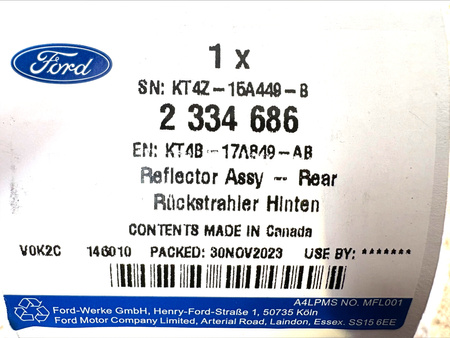 Ford
1 x
SN: KT4Z-15A449-B
2 334 686
EN: KT4B-17A849-AB
Reflector Assy - Rear
Rückstrahler Hinten
CONTENTS MADE IN Canada
V0K2C 146010 PACKED: 30NOV2023 USE BY: *******
A4LPMS NO. MFL001
Ford-Werke GmbH, Henry-Ford-Straße 1, 50735 Köln
Ford Motor Company Limited, Arterial Road, Laindon, Essex. SS15 6EE